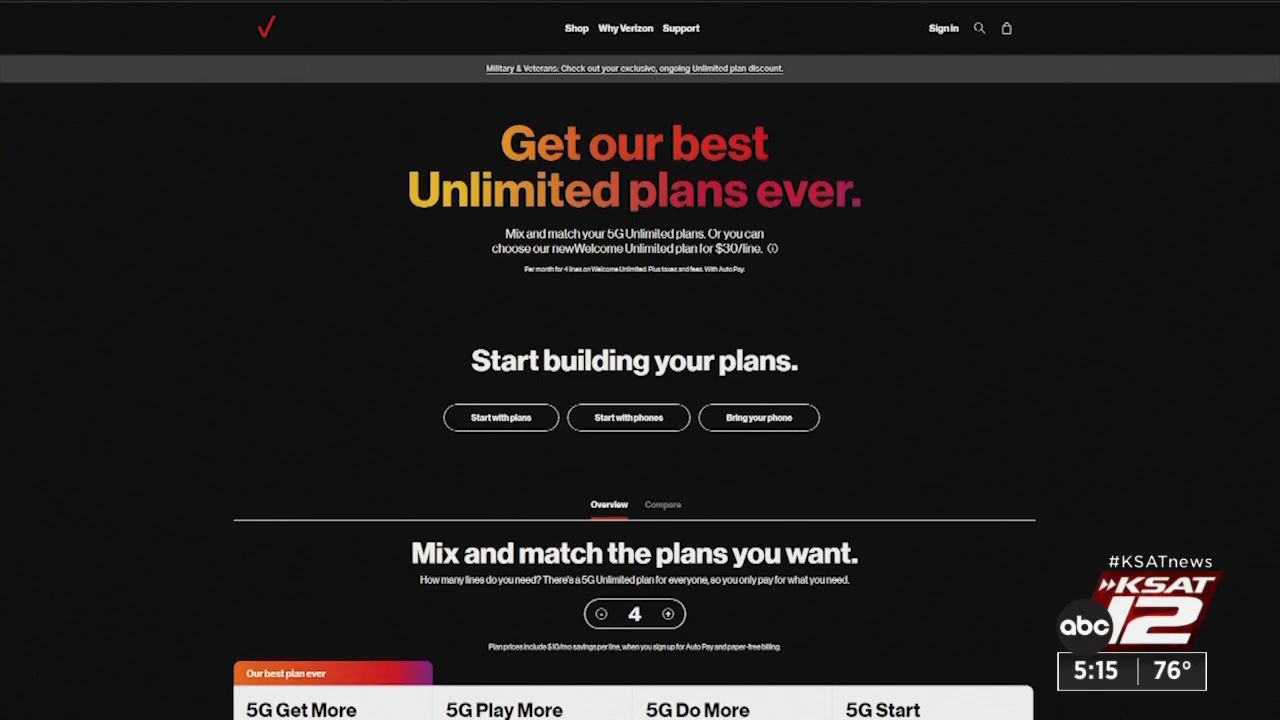 Shop Why Verizon Support
Sign in
Military & Veterans: Check out your exclusive, ongoing Unlimited plan discount.
Get our best
Unlimited plans ever.
Mix and match your 5G Unlimited plans. Or you can
choose our new Welcome Unlimited plan for $30/line.
Per month for 4 lines on Welcome Unlimited. Plus taxes and fees. With Auto Pay.
Start building your plans.
Start with plans
Start with phones
Bring your phone
Overview
Compare
Mix and match the plans you want.
How many lines do you need? There's a 5G Unlimited plan for everyone, so you only pay for what you need.
- 4 +
Plan prices include $10/mo savings per line, when you sign up for Auto Pay and paper-free billing.
Our best plan ever
5G Get More
5G Play More
5G Do More
5G Start
#KSATnews
KSAT
abc 12
5:15 76°